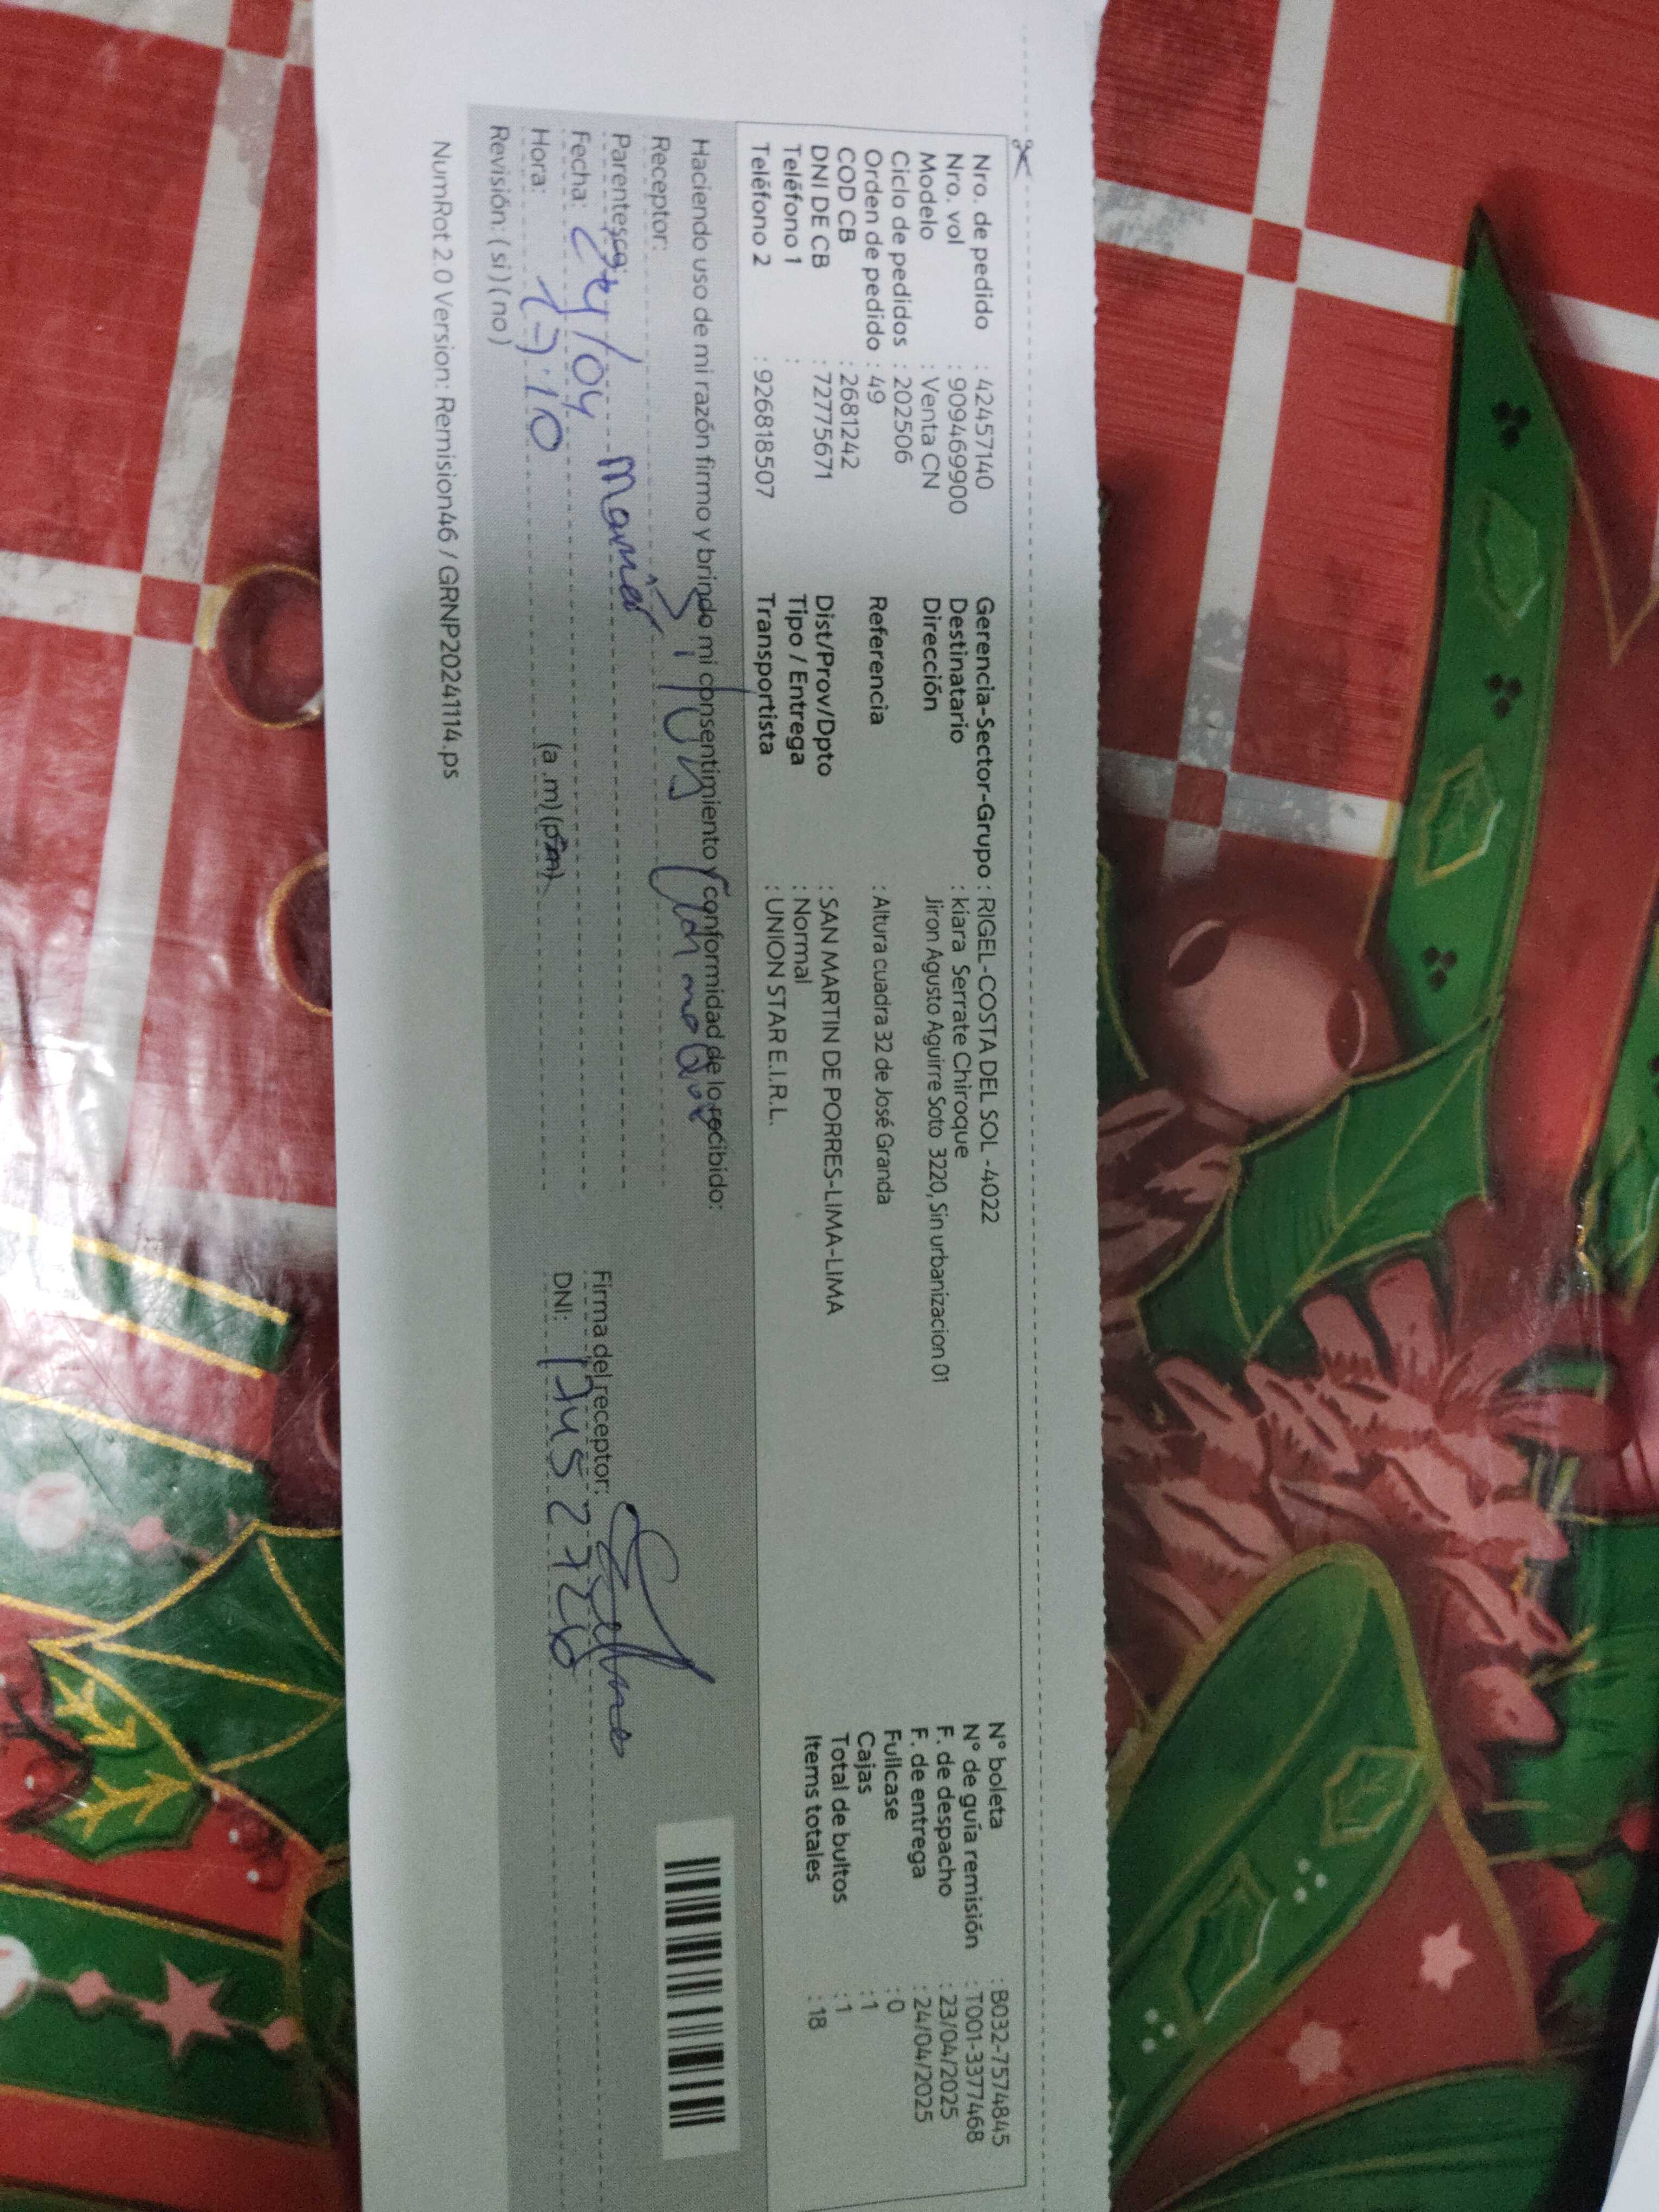 Nro. de pedido : 42457140
Nro. vol : 909469900
Modelo : Venta CN
Ciclo de pedidos : 202506
Orden de pedido : 49
COD CB : 2681242
DNI DE CB : 72775671
Teléfono 1 :
Teléfono 2 : 926818507
Gerencia-Sector-Grupo : RIGEL-COSTA DEL SOL -4022
Destinatario : kiara Serrate Chiroque
Dirección Jiron Agusto Aguirre Soto 3220, Sin urbanizacion 01
Referencia : Altura cuadra 32 de José Granda
Dist/Prov/Dpto : SAN MARTIN DE PORRES-LIMA-LIMA
Tipo / Entrega : Normal
Transportista : UNION STAR E.I.R.L.
N° boleta : B032-7574845
N° de guía remisión : T001-3377468
F. de despacho : 23/04/2025
F. de entrega : 24/04/2025
Fullcase : 0
Cajas : 1
Total de bultos : 1
Items totales : 18
Haciendo uso de mi razón firmo y brindo mi consentimiento y conformidad de lo recibido:
Receptor:
Parentesco:
Fecha: 24/04
Hora: 17:10 (a .m) (p.m)
Revisión: ( si ) ( no )
Firma del receptor:
DNI:
NumRot 2.0 Version: Remision46 / GRNP20241114.ps